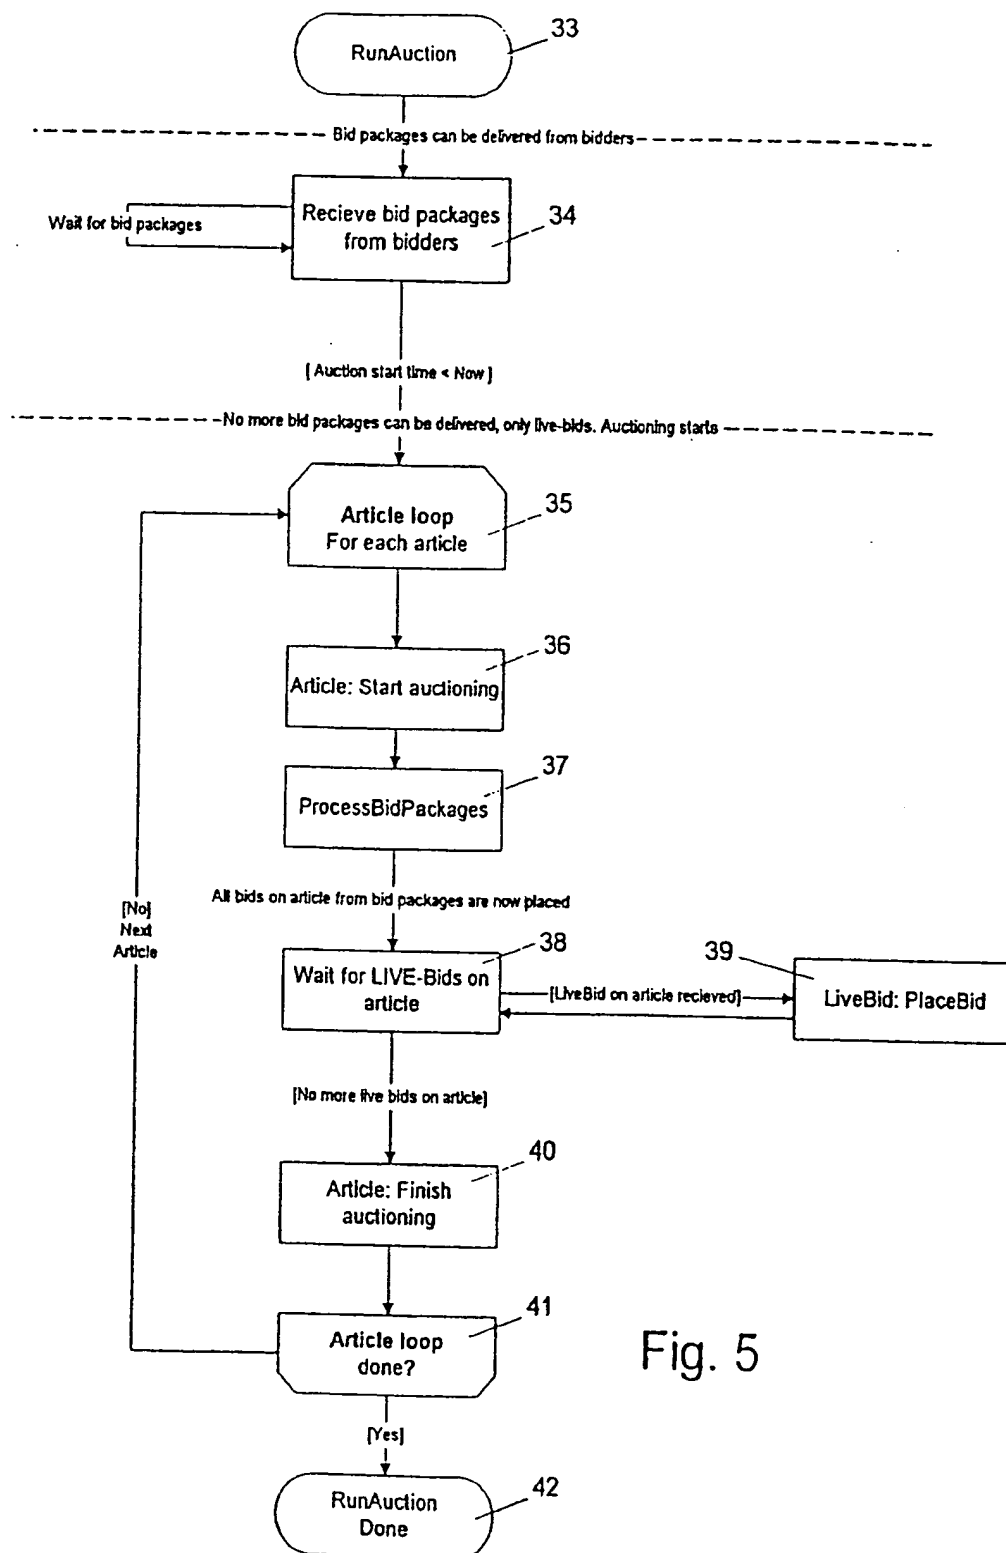 33
RunAuction
Bid packages can be delivered from bidders
Wait for bid packages
Recieve bid packages
from bidders
34
[ Auction start time < Now ]
No more bid packages can be delivered, only live-bids. Auctioning starts
Article loop
For each article
35
36
Article: Start auctioning
37
ProcessBidPackages
All bids on article from bid packages are now placed
[No]
Next
Article
38
Wait for LIVE-Bids on
article
[LiveBid on article recieved]
39
LiveBid: PlaceBid
[No more live bids on article]
40
Article: Finish
auctioning
41
Article loop
done?
Fig. 5
[Yes]
RunAuction
Done
42